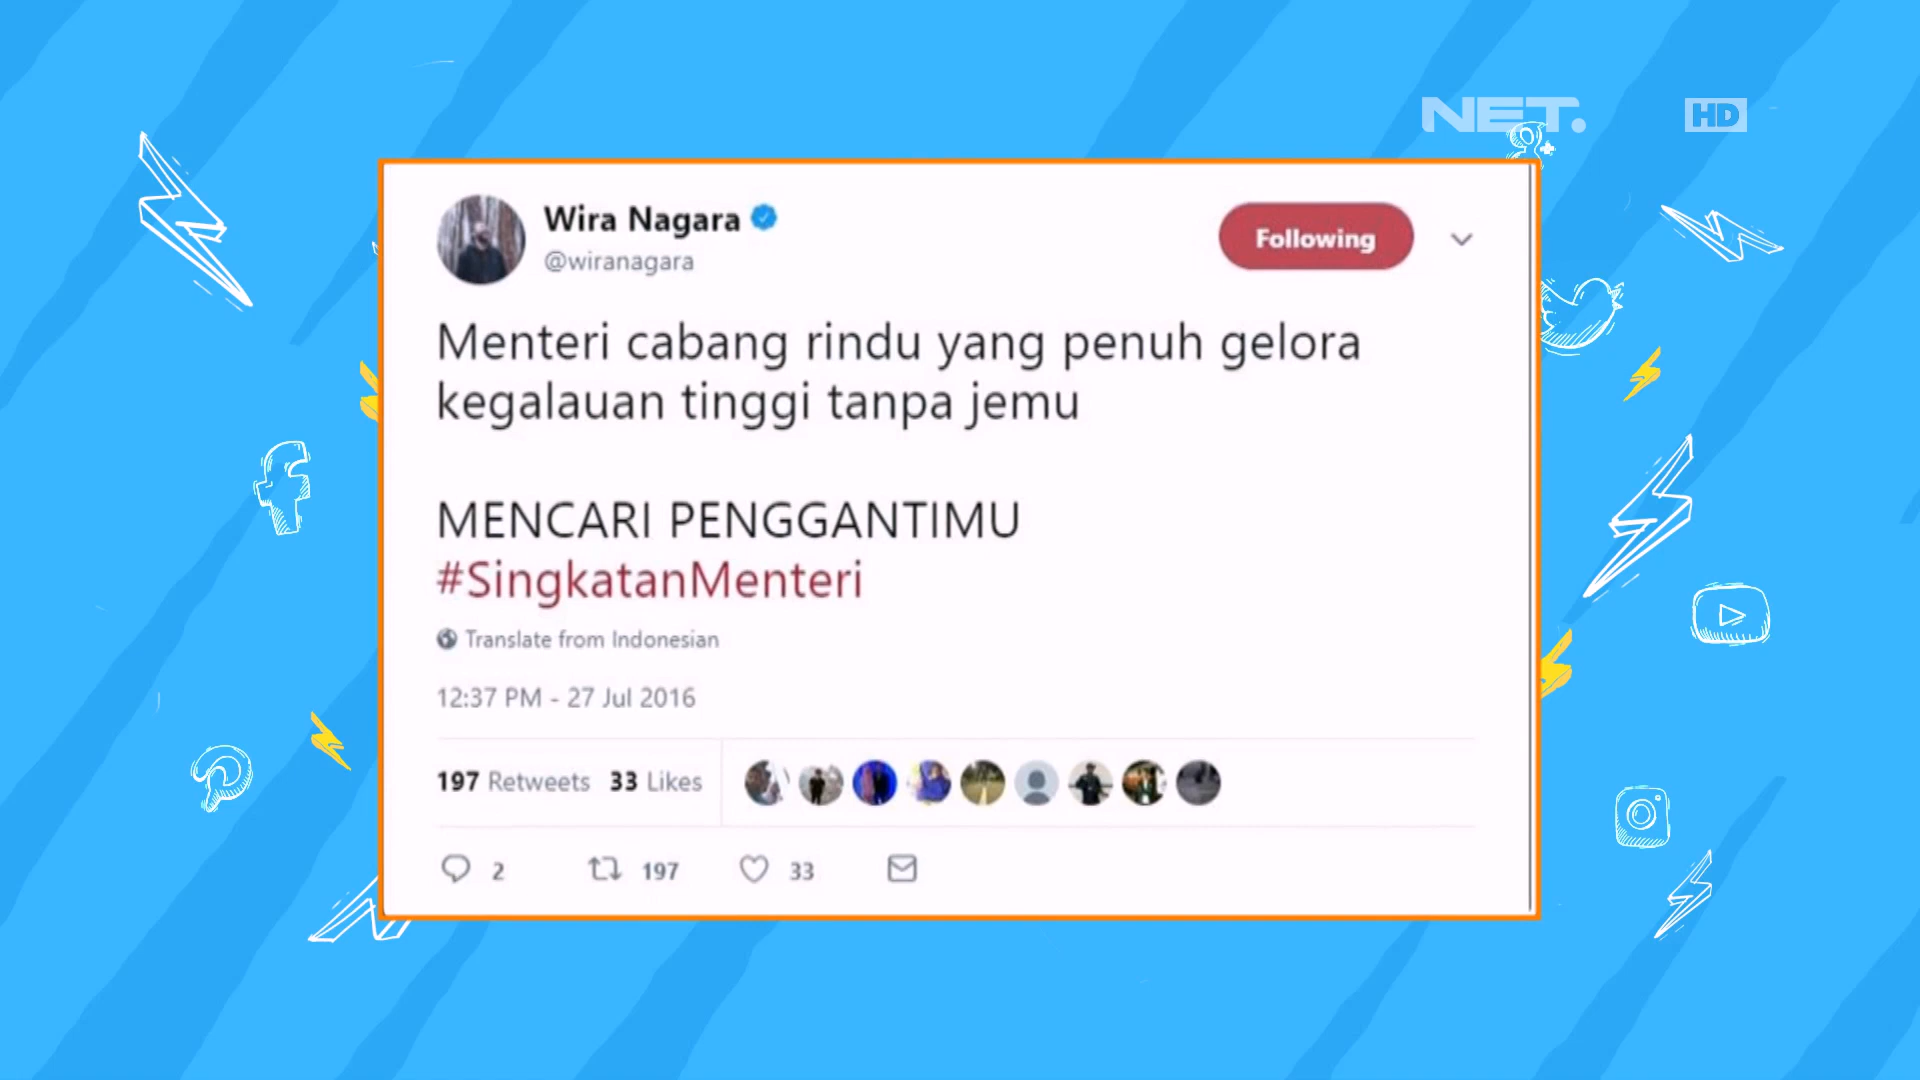 NET.
HD
g+
Wira Nagara
@wiranagara
Following
Menteri cabang rindu yang penuh gelora
kegalauan tinggi tanpa jemu
MENCARI PENGGANTIMU
#SingkatanMenteri
Translate from Indonesian
12:37 PM - 27 Jul 2016
197 Retweets 33 Likes
2 197 33